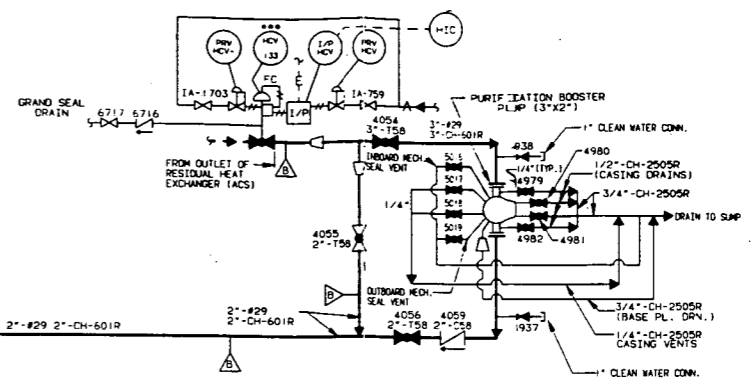 PRV
HCV-
HCV
133
I/P
HCV
PRV
HCV
HIC
FC
E
IA-1703
I/P
IA-759
GRAND SEAL
DRAIN
6717
6716
4054
3"-T58
PURIFICATION BOOSTER
PUMP (3"X2")
3"-#29
3"-CH-601R
1938
1" CLEAN WATER CONN.
FROM OUTLET OF
RESIDUAL HEAT
EXCHANGER (ACS)
B
INBOARD MECH.
SEAL VENT
5016
5017
5018
5019
1/4"
1/4"(TYP.)
4979
4980
1/2"-CH-2505R
(CASING DRAINS)
3/4"-CH-2505R
DRAIN TO SUMP
4982
4981
4055
2"-T58
B
OUTBOARD MECH.
SEAL VENT
2"-#29 2"-CH-601R
2"-#29
2"-CH-601R
4056
2"-T58
4059
2"-C58
1937
3/4"-CH-2505R
(BASE PL. DRN.)
1/4"-CH-2505R
CASING VENTS
B
1" CLEAN WATER CONN.